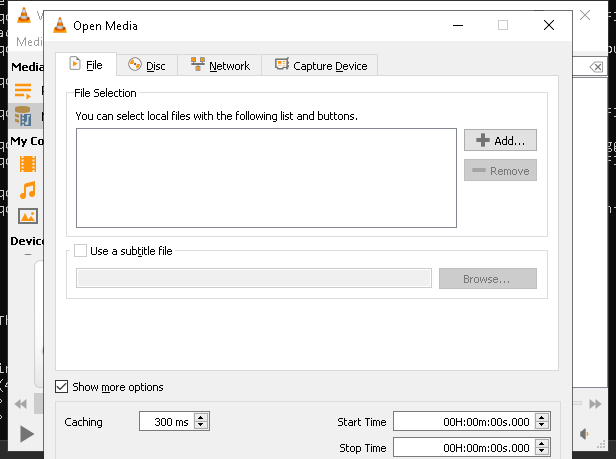 Open Media
Medi
File
Disc
Network
Capture Device
Media
File Selection
You can select local files with the following list and buttons.
Add...
Remove
My Co
Device
Use a subtitle file
Browse...
Show more options
Caching
300 ms
Start Time
00H:00m:00s.000
Stop Time
00H:00m:00s.000